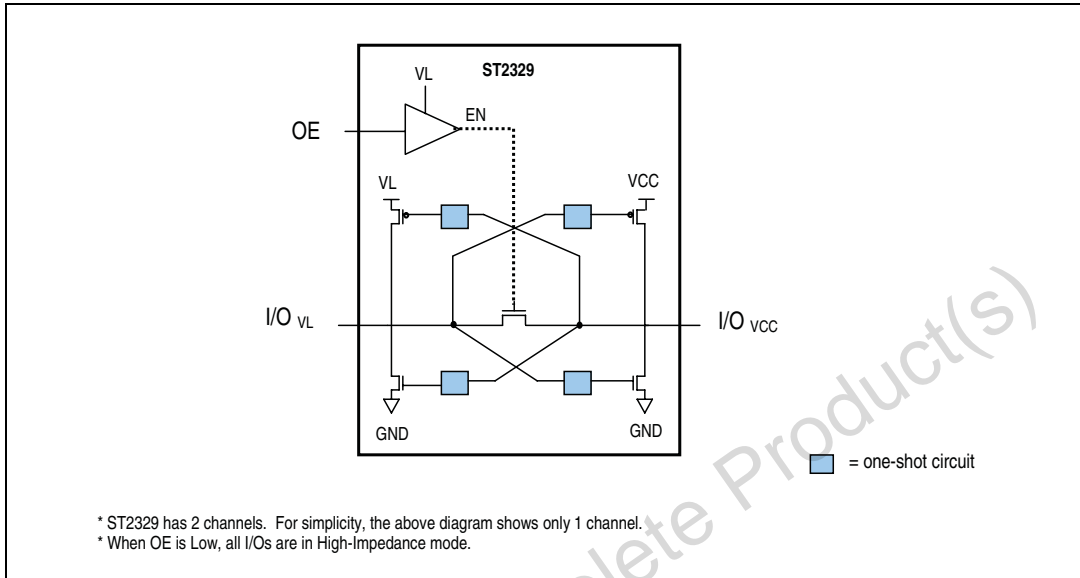 ST2329
VL
EN
OE
VL
VCC
I/O VL
I/O VCC
GND
GND
= one-shot circuit
* ST2329 has 2 channels. For simplicity, the above diagram shows only 1 channel.
* When OE is Low, all I/Os are in High-Impedance mode.
lete Product(s)